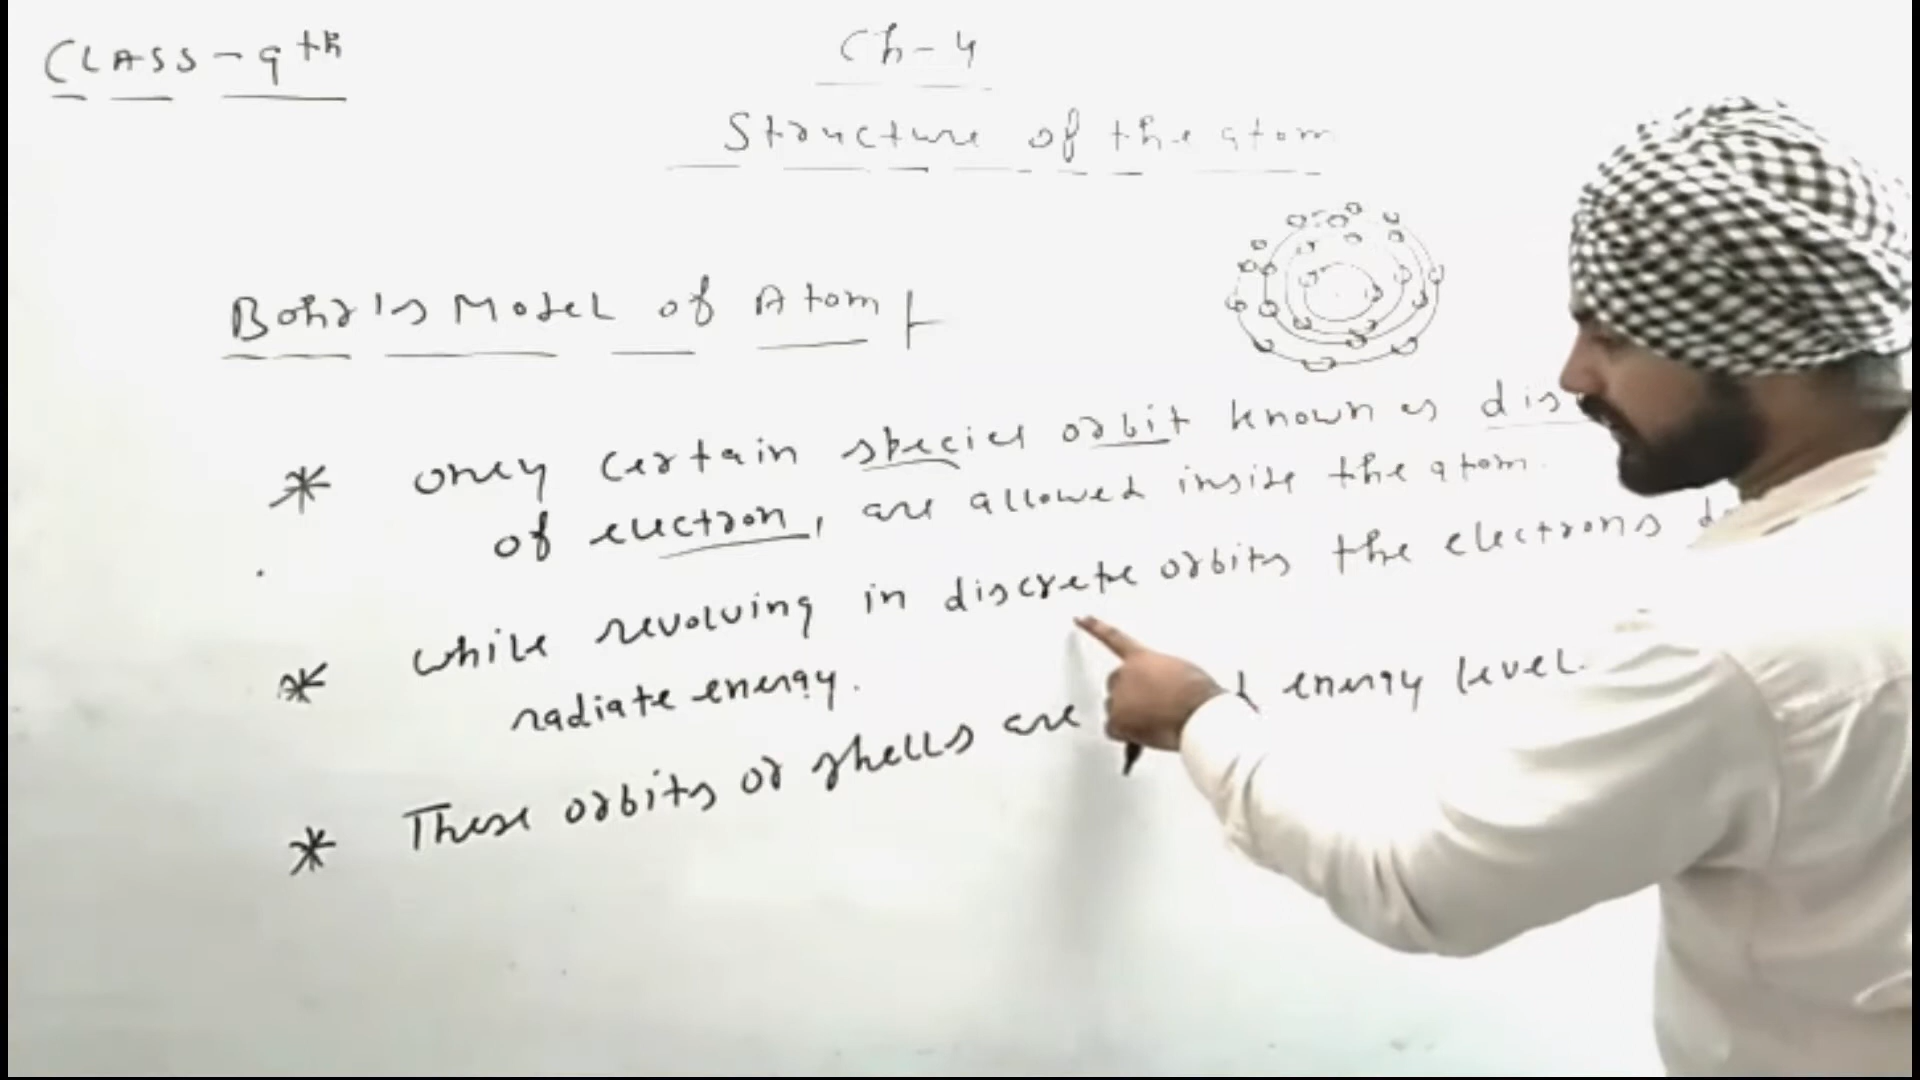 CLASS - 9th
Ch-4
Structure of the atom
Bohr's Model of Atom
* only certain special orbit known as dis
of electron, are allowed inside the atom.
* while revolving in discrete orbits the electrons
radiate energy.
* These orbits or shells are energy level.